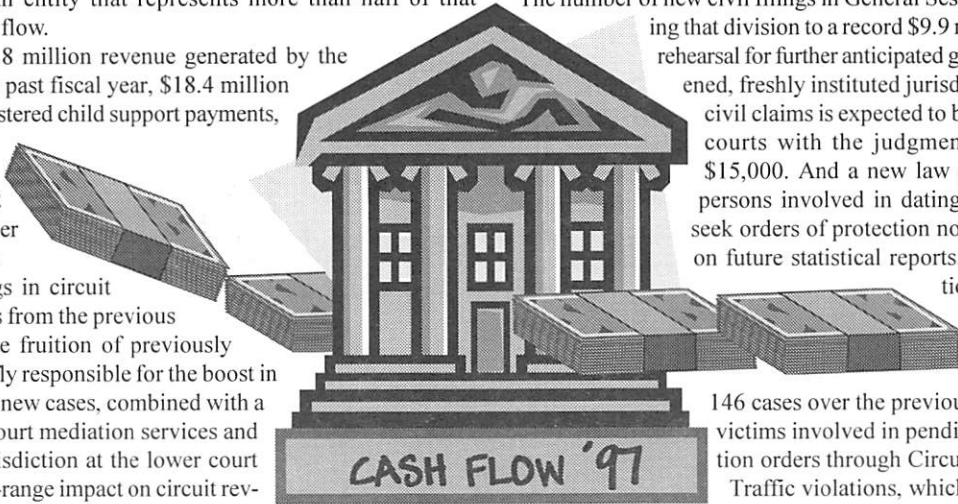 entity that represents more than half of that
flow.
8 million revenue generated by the
past fiscal year, $18.4 million
stered child support payments,
er
gs in circuit
s from the previous
e fruition of previously
fly responsible for the boost in
new cases, combined with a
ourt mediation services and
isdiction at the lower court
-range impact on circuit rev-
The number of new civil filings in General Ses
ing that division to a record $9.9
rehearsal for further anticipated g
ened, freshly instituted jurisd
civil claims is expected to b
courts with the judgmen
$15,000. And a new law
persons involved in dating
seek orders of protection no
on future statistical reports
tic
146 cases over the previou
victims involved in pendi
tion orders through Circu
Traffic violations, which
CASH FLOW '97